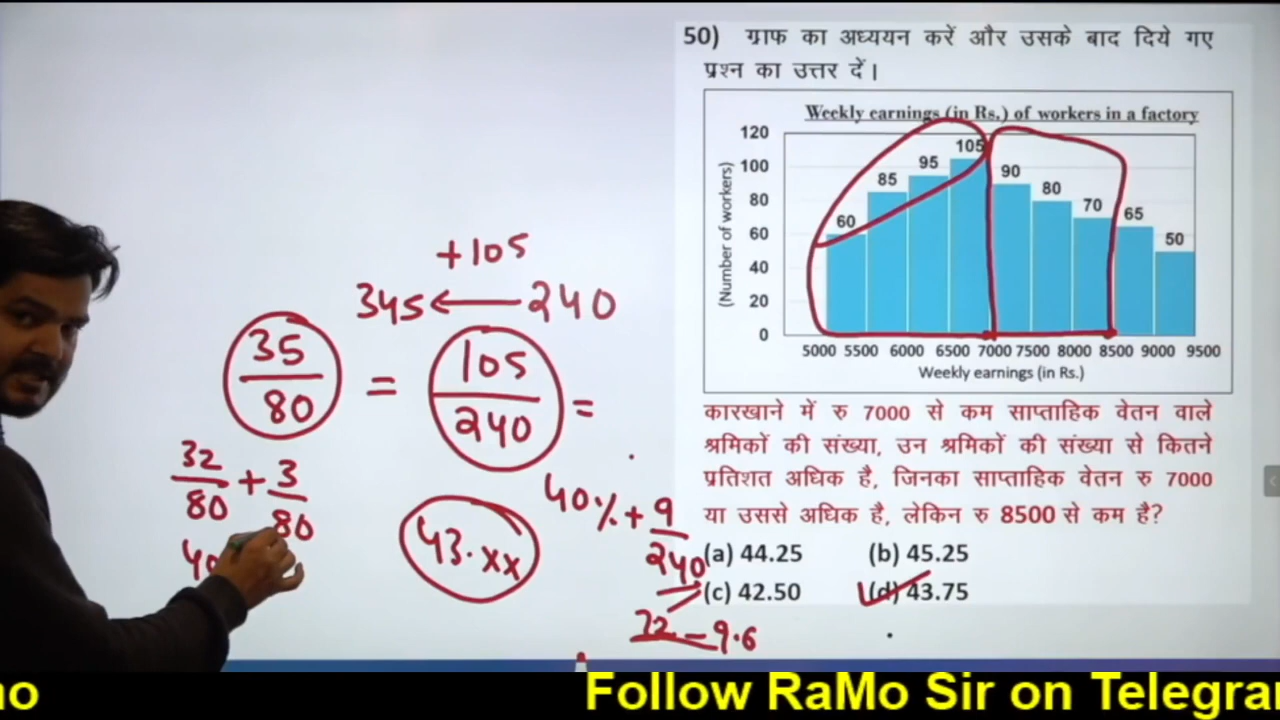 50) ग्राफ का अध्ययन करें और उसके बाद दिये गए
प्रश्न का उत्तर दें।
Weekly earnings (in Rs.) of workers in a factory
(Number of workers)
120
100
80
60
40
20
0
60
85
95
105
90
80
70
65
50
5000 5500 6000 6500 7000 7500 8000 8500 9000 9500
Weekly earnings (in Rs.)
कारखाने में रु 7000 से कम साप्ताहिक वेतन वाले
श्रमिकों की संख्या, उन श्रमिकों की संख्या से कितने
प्रतिशत अधिक है, जिनका साप्ताहिक वेतन रु 7000
या उससे अधिक है, लेकिन रु 8500 से कम है?
(a) 44.25 (b) 45.25
(c) 42.50 (d) 43.75
+105
345 ← 240
35/80 = 105/240 =
32/80 + 3/80
40
43.xx
40% + 9/240
72 - 9.6
no
Follow RaMo Sir on Telegra